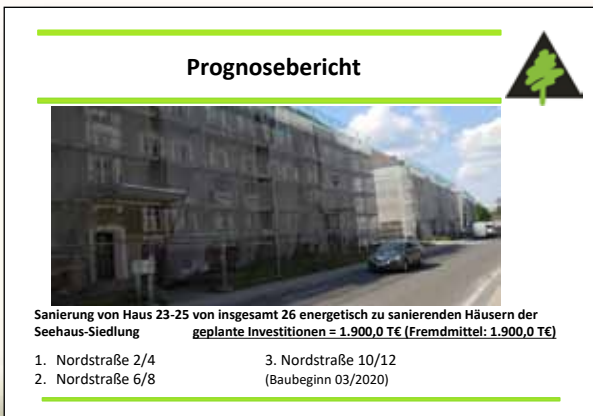 Prognosebericht
Sanierung von Haus 23-25 von insgesamt 26 energetisch zu sanierenden Häusern der
Seehaus-Siedlung geplante Investitionen = 1.900,0 T€ (Fremdmittel: 1.900,0 T€)
1. Nordstraße 2/4 3. Nordstraße 10/12
2. Nordstraße 6/8 (Baubeginn 03/2020)